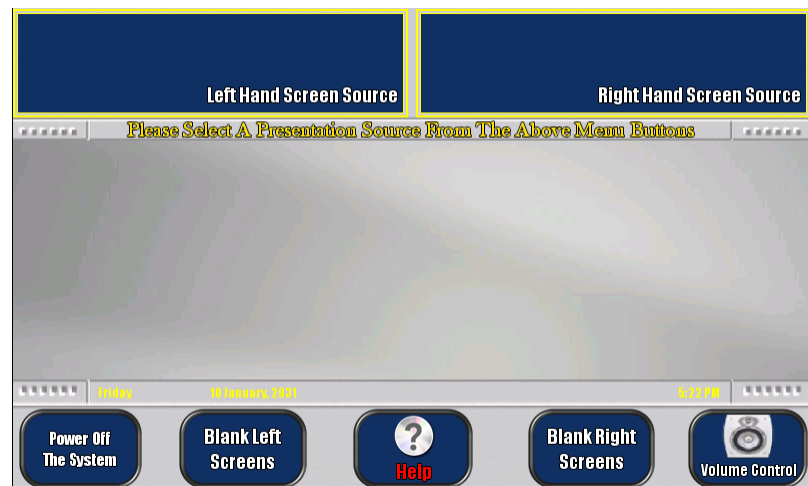 Left Hand Screen Source
Right Hand Screen Source
Please Select A Presentation Source From The Above Menu Buttons
Friday 10 January, 2031 5:22 PM
Power Off
The System
Blank Left
Screens
?
Help
Blank Right
Screens
Volume Control